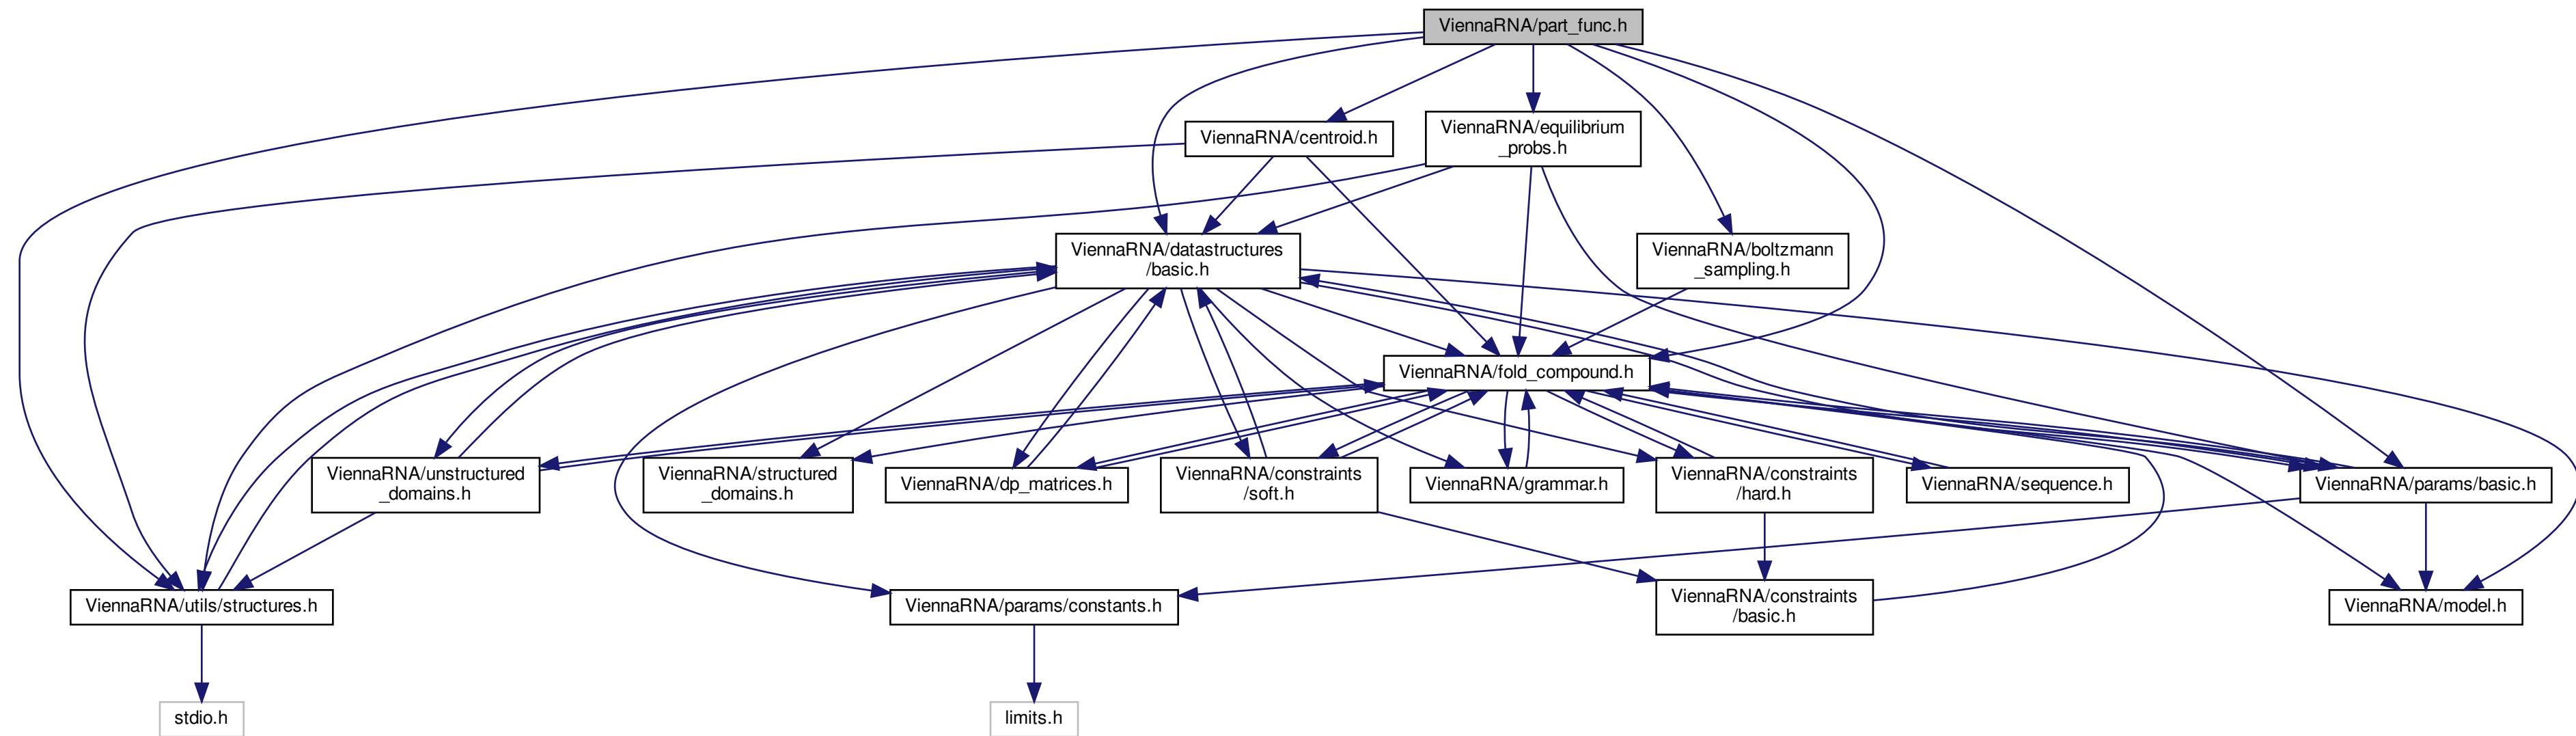 ViennaRNA/part_func.h
ViennaRNA/centroid.h
ViennaRNA/equilibrium
_probs.h
ViennaRNA/datastructures
/basic.h
ViennaRNA/boltzmann
_sampling.h
ViennaRNA/fold_compound.h
ViennaRNA/unstructured
_domains.h
ViennaRNA/structured
_domains.h
ViennaRNA/dp_matrices.h
ViennaRNA/constraints
/soft.h
ViennaRNA/grammar.h
ViennaRNA/constraints
/hard.h
ViennaRNA/sequence.h
ViennaRNA/params/basic.h
ViennaRNA/utils/structures.h
ViennaRNA/params/constants.h
ViennaRNA/constraints
/basic.h
ViennaRNA/model.h
stdio.h
limits.h